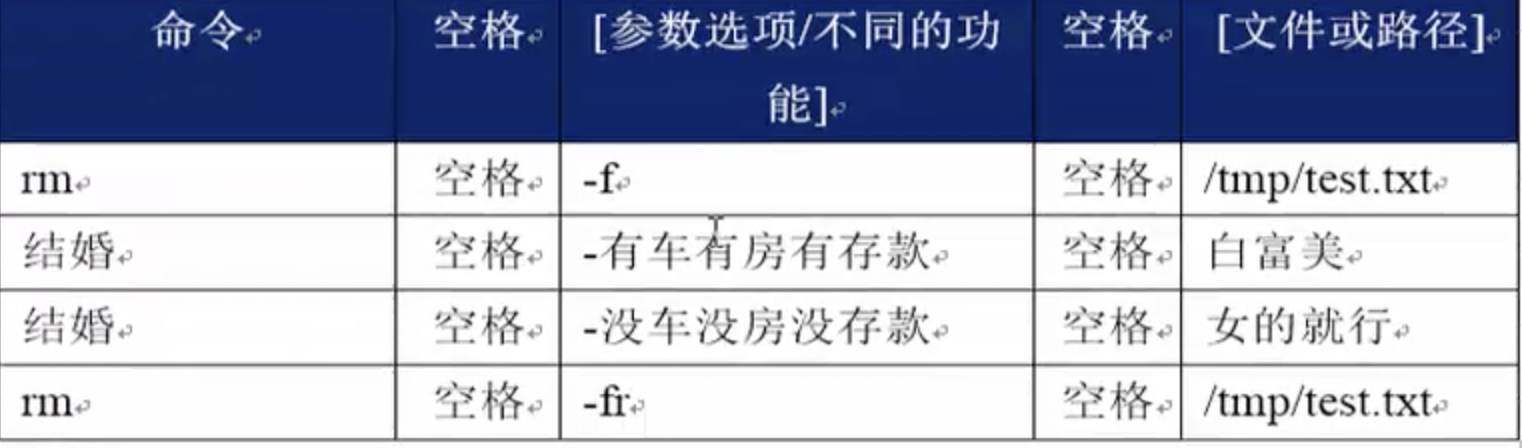 命令 空格 [参数选项/不同的功 空格 [文件或路径]
能]
rm 空格 -f 空格 /tmp/test.txt
结婚 空格 -有车有房有存款 空格 白富美
结婚 空格 -没车没房没存款 空格 女的就行
rm 空格 -fr 空格 /tmp/test.txt